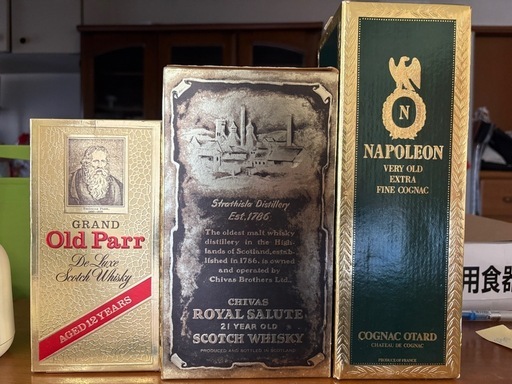 GRAND
Old Parr
De Luxe
Scotch Whisky
AGED 12 YEARS
Strathisla Distillery
Est. 1786
The oldest malt whisky
distillery in the High-
lands of Scotland, estab-
lished in 1786, is owned
and operated by
Chivas Brothers Ltd.
CHIVAS
ROYAL SALUTE
21 YEAR OLD
SCOTCH WHISKY
PRODUCED AND BOTTLED IN SCOTLAND
N
NAPOLEON
VERY OLD
EXTRA
FINE COGNAC
COGNAC OTARD
CHATEAU DE COGNAC
PRODUCE OF FRANCE
用食器